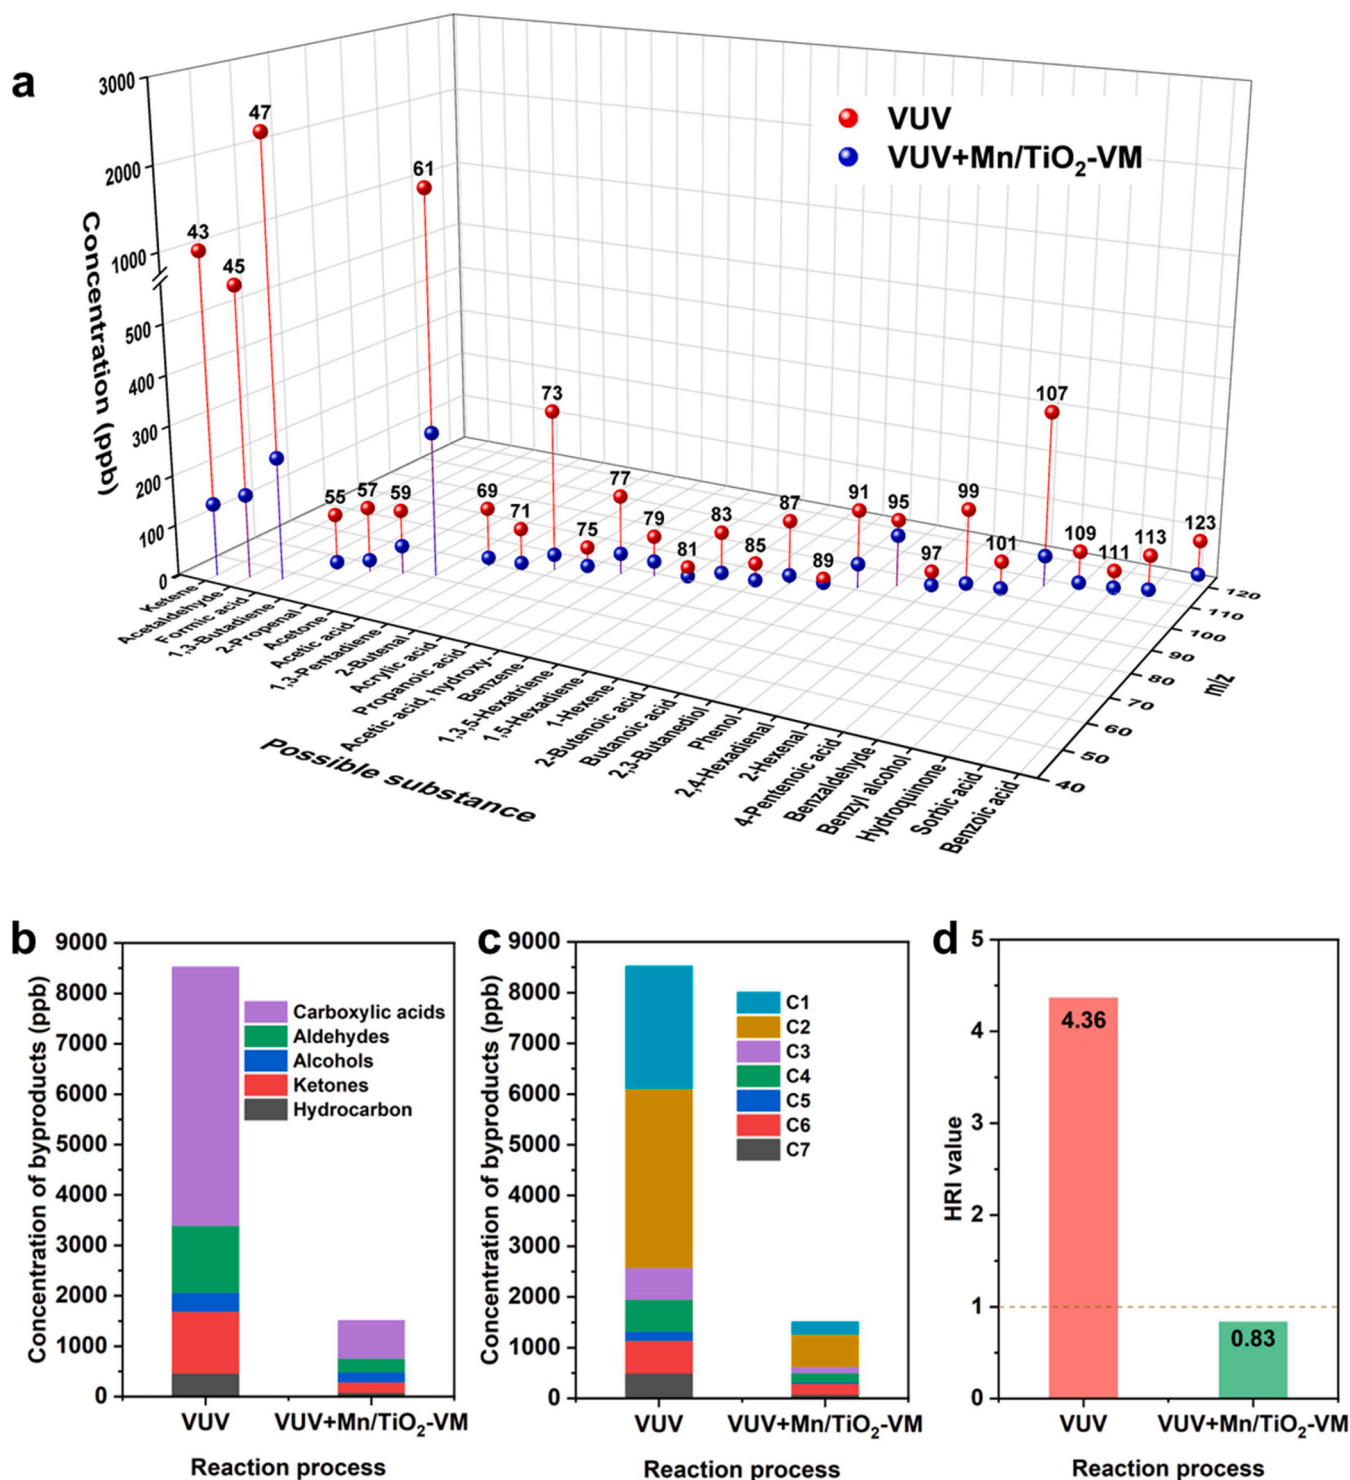 a
VUV
VUV+Mn/TiO2-VM
Concentration (ppb)
3000
2000
1000
500
400
300
200
100
0
43
45
47
55
57
59
61
69
71
73
75
77
79
81
83
85
87
89
91
95
97
99
101
107
109
111
113
123
Ketene
Acetaldehyde
Formic acid
1,3-Butadiene
2-Propenal
Acetone
Acetic acid
1,3-Pentadiene
2-Butenal
Acrylic acid
Propanoic acid
Acetic acid, hydroxy-
Benzene
1,3,5-Hexatriene
1,5-Hexadiene
1-Hexene
2-Butenoic acid
Butanoic acid
2,3-Butanediol
Phenol
2,4-Hexadienal
2-Hexenal
4-Pentenoic acid
Benzaldehyde
Benzyl alcohol
Hydroquinone
Sorbic acid
Benzoic acid
Possible substance
120
110
100
90
80
70
60
50
40
m/z
b
Concentration of byproducts (ppb)
9000
8000
7000
6000
5000
4000
3000
2000
1000
0
Carboxylic acids
Aldehydes
Alcohols
Ketones
Hydrocarbon
VUV
VUV+Mn/TiO2-VM
Reaction process
c
Concentration of byproducts (ppb)
9000
8000
7000
6000
5000
4000
3000
2000
1000
0
C1
C2
C3
C4
C5
C6
C7
VUV
VUV+Mn/TiO2-VM
Reaction process
d
HRI value
5
4
3
2
1
0
4.36
0.83
VUV
VUV+Mn/TiO2-VM
Reaction process